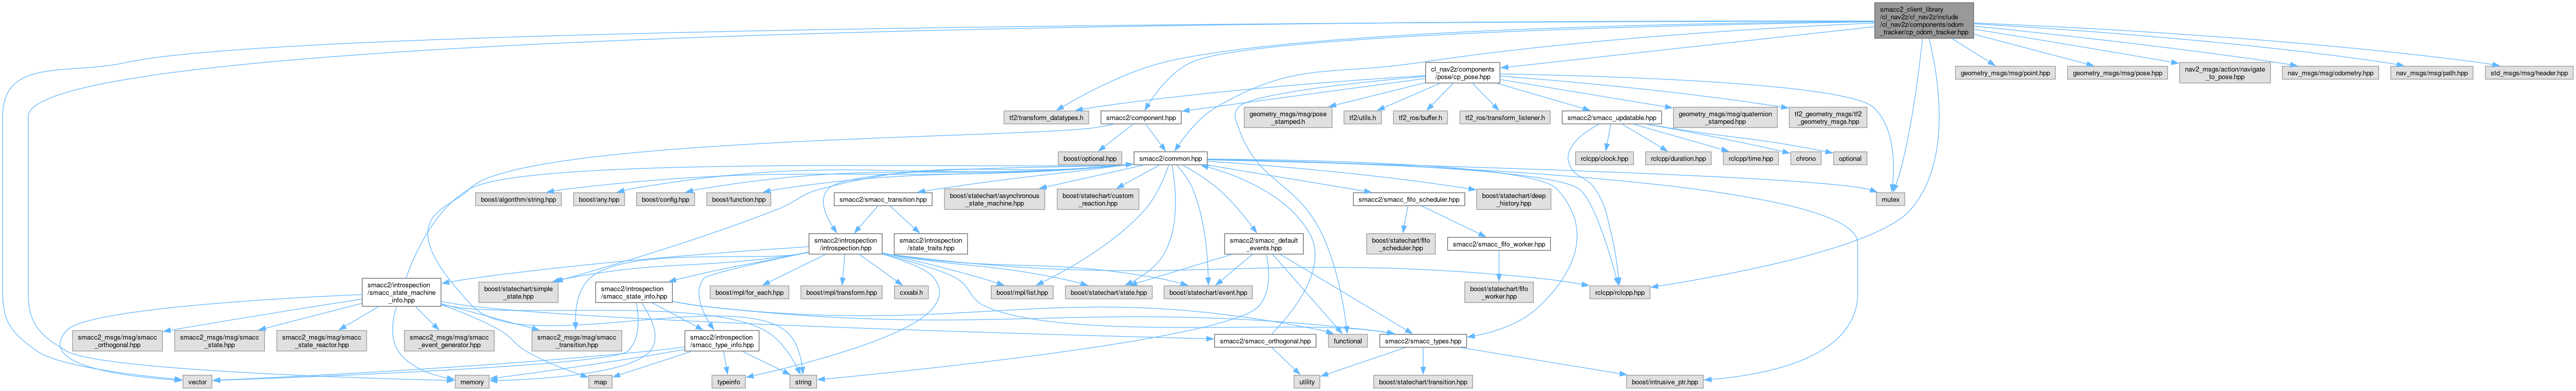 smacc2_client_library
/cl_nav2z/cl_nav2z/include
/cl_nav2z/components/odom
_tracker/cp_odom_tracker.hpp
cl_nav2z/components
/pose/cp_pose.hpp
geometry_msgs/msg/point.hpp
geometry_msgs/msg/pose.hpp
nav2_msgs/action/navigate
_to_pose.hpp
nav_msgs/msg/odometry.hpp
nav_msgs/msg/path.hpp
std_msgs/msg/header.hpp
tf2/transform_datatypes.h
smacc2/component.hpp
geometry_msgs/msg/pose
_stamped.h
tf2/utils.h
tf2_ros/buffer.h
tf2_ros/transform_listener.h
smacc2/smacc_updatable.hpp
geometry_msgs/msg/quaternion
_stamped.hpp
tf2_geometry_msgs/tf2
_geometry_msgs.hpp
boost/optional.hpp
smacc2/common.hpp
rclcpp/clock.hpp
rclcpp/duration.hpp
rclcpp/time.hpp
chrono
optional
boost/algorithm/string.hpp
boost/any.hpp
boost/config.hpp
boost/function.hpp
smacc2/smacc_transition.hpp
boost/statechart/asynchronous
_state_machine.hpp
boost/statechart/custom
_reaction.hpp
smacc2/smacc_fifo_scheduler.hpp
boost/statechart/deep
_history.hpp
mutex
smacc2/introspection
/introspection.hpp
smacc2/introspection
/state_traits.hpp
smacc2/smacc_default
_events.hpp
boost/statechart/fifo
_scheduler.hpp
smacc2/smacc_fifo_worker.hpp
smacc2/introspection
/smacc_state_machine
_info.hpp
boost/statechart/simple
_state.hpp
smacc2/introspection
/smacc_state_info.hpp
boost/mpl/for_each.hpp
boost/mpl/transform.hpp
cxxabi.h
boost/mpl/list.hpp
boost/statechart/state.hpp
boost/statechart/event.hpp
boost/statechart/fifo
_worker.hpp
rclcpp/rclcpp.hpp
smacc2_msgs/msg/smacc
_orthogonal.hpp
smacc2_msgs/msg/smacc
_state.hpp
smacc2_msgs/msg/smacc
_state_reactor.hpp
smacc2_msgs/msg/smacc
_event_generator.hpp
smacc2_msgs/msg/smacc
_transition.hpp
smacc2/introspection
/smacc_type_info.hpp
smacc2/smacc_orthogonal.hpp
functional
smacc2/smacc_types.hpp
vector
memory
map
typeinfo
string
utility
boost/statechart/transition.hpp
boost/intrusive_ptr.hpp